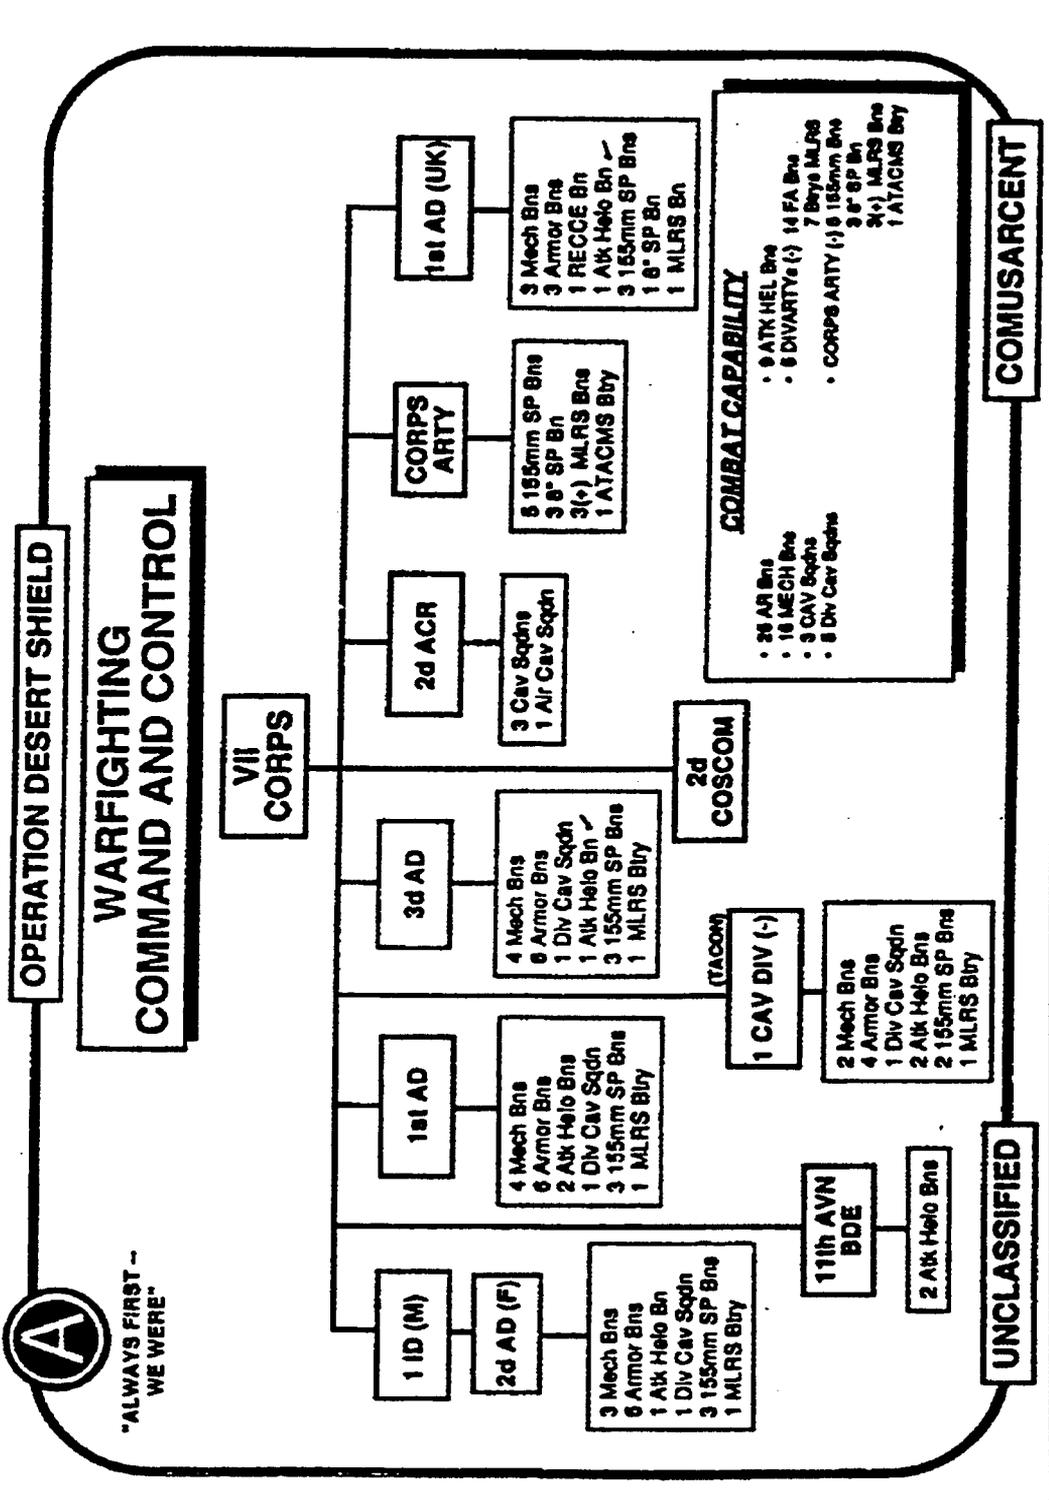 OPERATION DESERT SHIELD
WARFIGHTING
COMMAND AND CONTROL
"ALWAYS FIRST –
WE WERE"
VII
CORPS
1 ID (M)
2d AD (F)
3 Mech Bns
6 Armor Bns
1 Atk Helo Bn
1 Div Cav Sqdn
3 155mm SP Bns
1 MLRS Btry
11th AVN
BDE
2 Atk Helo Bns
1st AD
4 Mech Bns
6 Armor Bns
2 Atk Helo Bns
1 Div Cav Sqdn
3 155mm SP Bns
1 MLRS Btry
(TACON)
1 CAV DIV (-)
2 Mech Bns
4 Armor Bns
1 Div Cav Sqdn
2 Atk Helo Bns
2 155mm SP Bns
1 MLRS Btry
3d AD
4 Mech Bns
6 Armor Bns
1 Div Cav Sqdn
1 Atk Helo Bn ✓
3 155mm SP Bns
1 MLRS Btry
2d
COSCOM
2d ACR
3 Cav Sqdns
1 Air Cav Sqdn
CORPS
ARTY
5 155mm SP Bns
3 8" SP Bn
3(+) MLRS Bns
1 ATACMS Btry
1st AD (UK)
3 Mech Bns
3 Armor Bns
1 RECCE Bn
1 Atk Helo Bn ✓
3 155mm SP Bns
1 8" SP Bn
1 MLRS Bn
COMBAT CAPABILITY
• AR Bns
• 16 MECH Bns
• 3 CAV Sqdns
• Div Cav Sqdns
• 9 ATK HEL Bns
• DIVARTYs (-) 14 FA Bns
7 Btrys MLRS
• CORPS ARTY (-) 155mm Bns
3 8" SP Bn
3(+) MLRS Bns
1 ATACMS Btry
UNCLASSIFIED
COMUSARCENT